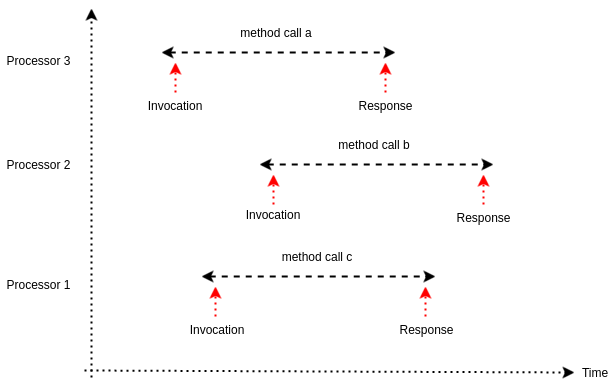 method call a
Processor 3
Invocation
Response
method call b
Processor 2
Invocation
Response
method call c
Processor 1
Invocation
Response
Time